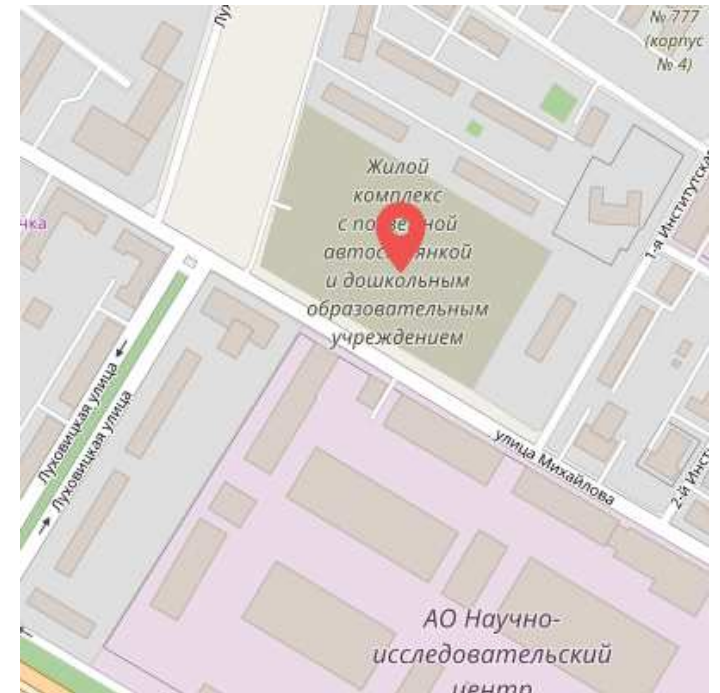 № 777
(корпус
№ 4)
Жилой
комплекс
и дошкольным
образовательным
учреждением
1-я Институтская
Луховицкая улица
Луховицкая улица
улица Михайлова
АО Научно-
исследовательский
центр